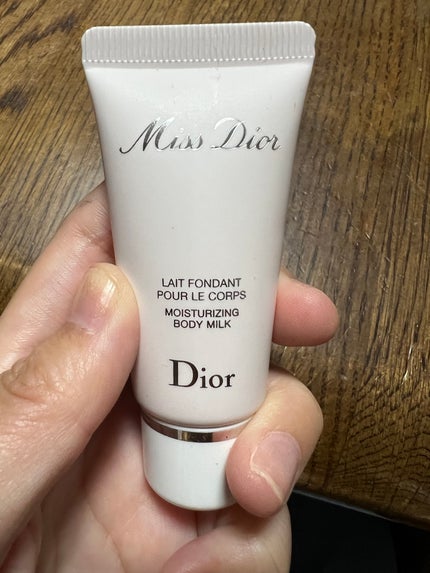 Miss Dior
LAIT FONDANT
POUR LE CORPS
MOISTURIZING
BODY MILK
Dior